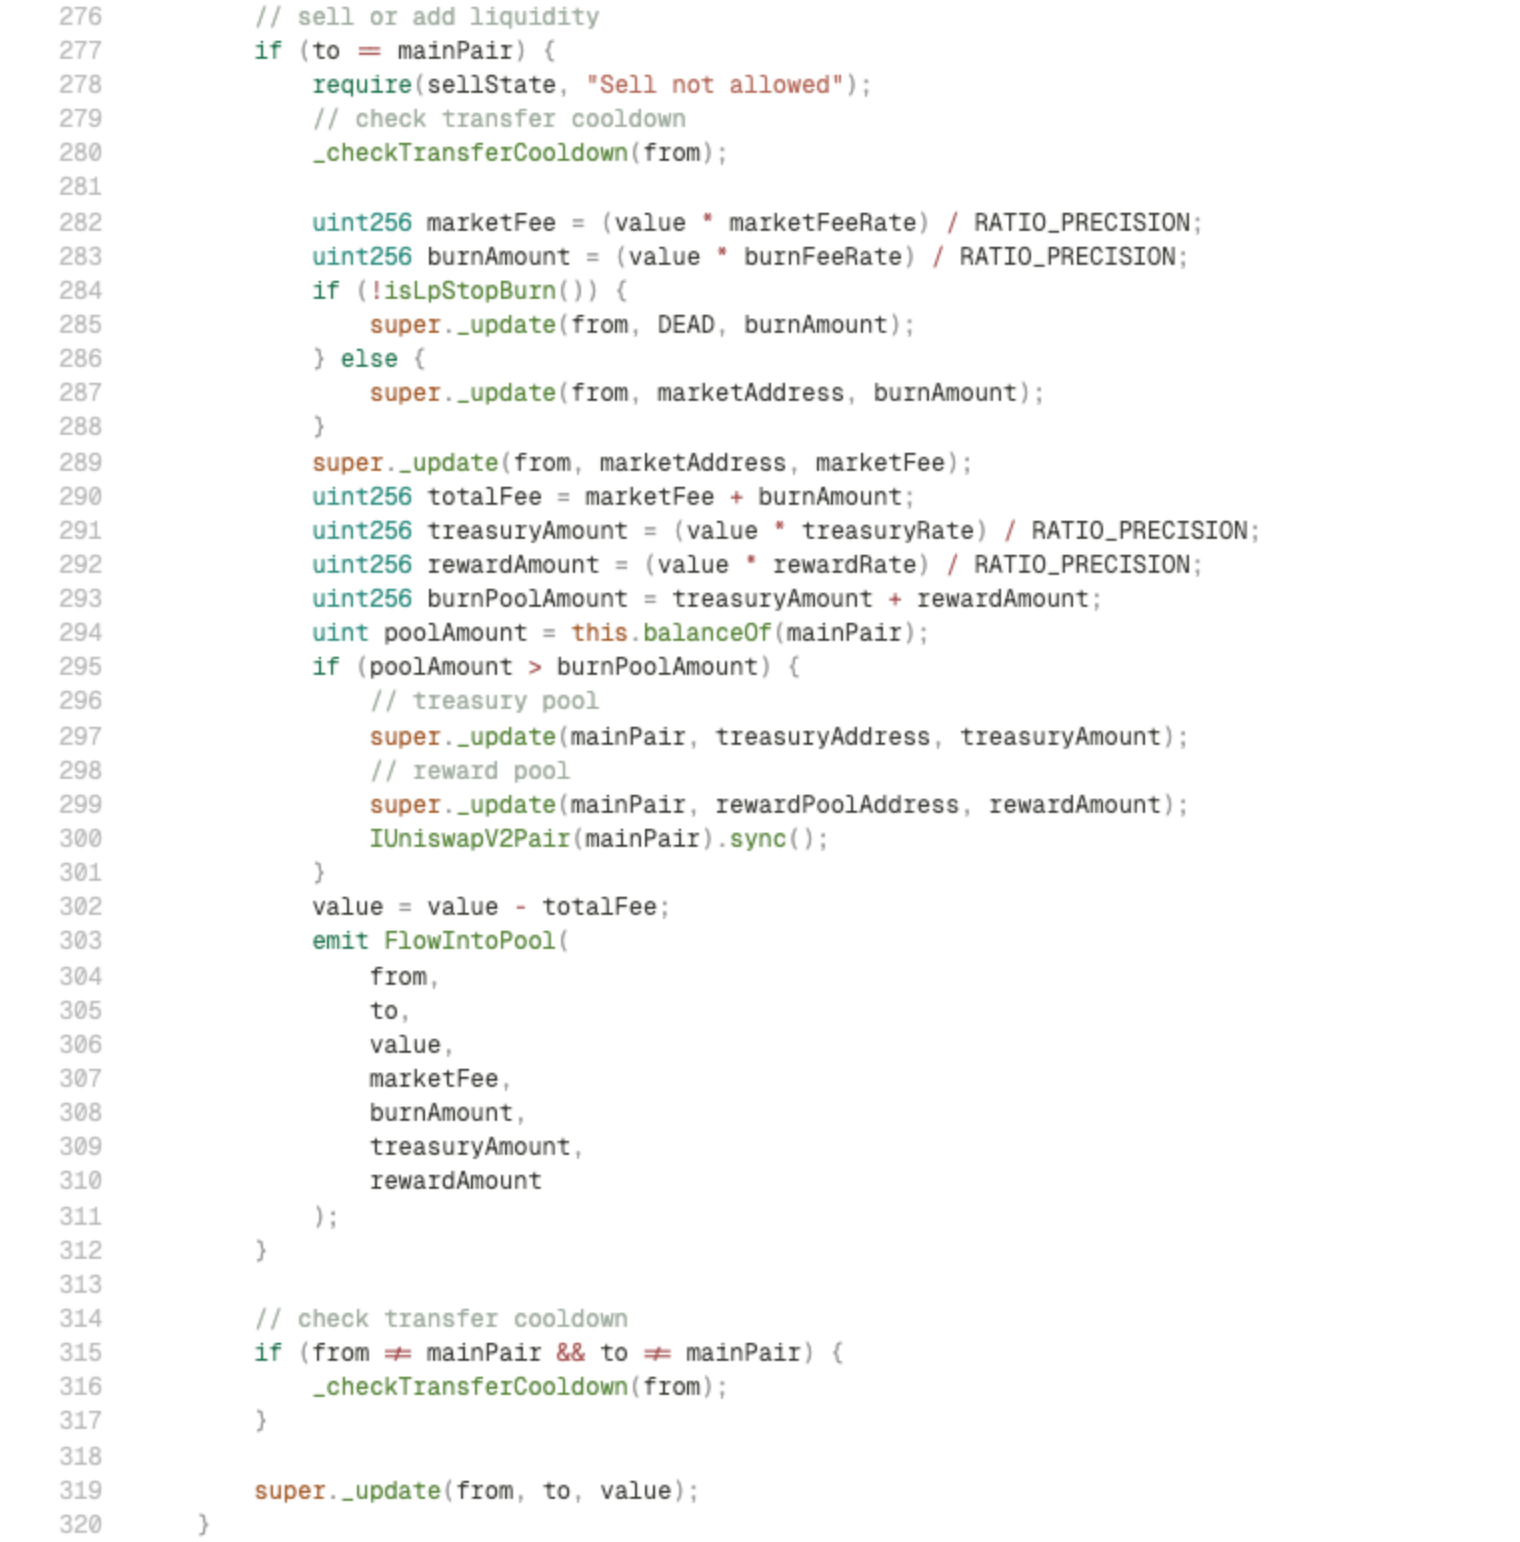 276 // sell or add liquidity
277 if (to == mainPair) {
278 require(sellState, "Sell not allowed");
279 // check transfer cooldown
280 _checkTransferCooldown(from);
281
282 uint256 marketFee = (value * marketFeeRate) / RATIO_PRECISION;
283 uint256 burnAmount = (value * burnFeeRate) / RATIO_PRECISION;
284 if (!isLpStopBurn()) {
285 super._update(from, DEAD, burnAmount);
286 } else {
287 super._update(from, marketAddress, burnAmount);
288 }
289 super._update(from, marketAddress, marketFee);
290 uint256 totalFee = marketFee + burnAmount;
291 uint256 treasuryAmount = (value * treasuryRate) / RATIO_PRECISION;
292 uint256 rewardAmount = (value * rewardRate) / RATIO_PRECISION;
293 uint256 burnPoolAmount = treasuryAmount + rewardAmount;
294 uint poolAmount = this.balanceOf(mainPair);
295 if (poolAmount > burnPoolAmount) {
296 // treasury pool
297 super._update(mainPair, treasuryAddress, treasuryAmount);
298 // reward pool
299 super._update(mainPair, rewardPoolAddress, rewardAmount);
300 IUniswapV2Pair(mainPair).sync();
301 }
302 value = value - totalFee;
303 emit FlowIntoPool(
304 from,
305 to,
306 value,
307 marketFee,
308 burnAmount,
309 treasuryAmount,
310 rewardAmount
311 );
312 }
313
314 // check transfer cooldown
315 if (from != mainPair && to != mainPair) {
316 _checkTransferCooldown(from);
317 }
318
319 super._update(from, to, value);
320 }